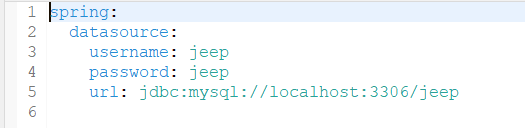 1 spring:
2   datasource:
3     username: jeep
4     password: jeep
5     url: jdbc:mysql://localhost:3306/jeep
6